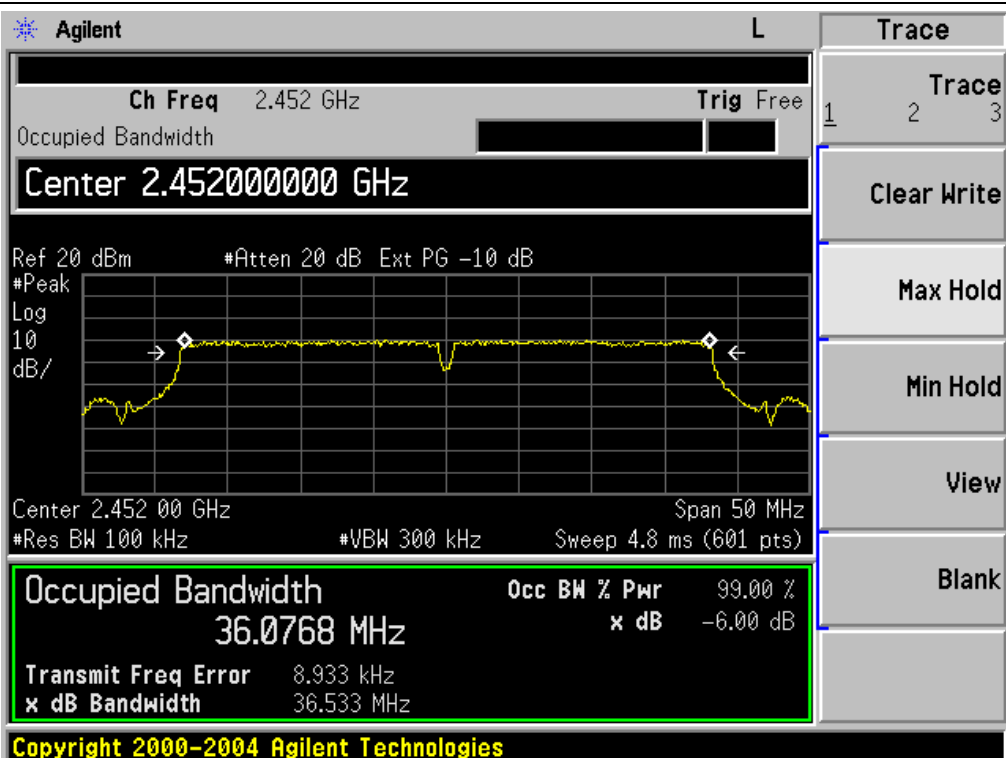 Agilent L Trace
Ch Freq 2.452 GHz Trig Free
Occupied Bandwidth
Center 2.452000000 GHz
Ref 20 dBm #Atten 20 dB Ext PG -10 dB
#Peak
Log
10
dB/
Center 2.452 00 GHz Span 50 MHz
#Res BW 100 kHz #VBW 300 kHz Sweep 4.8 ms (601 pts)
Occupied Bandwidth Occ BW % Pwr 99.00 %
36.0768 MHz x dB -6.00 dB
Transmit Freq Error 8.933 kHz
x dB Bandwidth 36.533 MHz
Copyright 2000-2004 Agilent Technologies
Trace
1 2 3
Clear Write
Max Hold
Min Hold
View
Blank